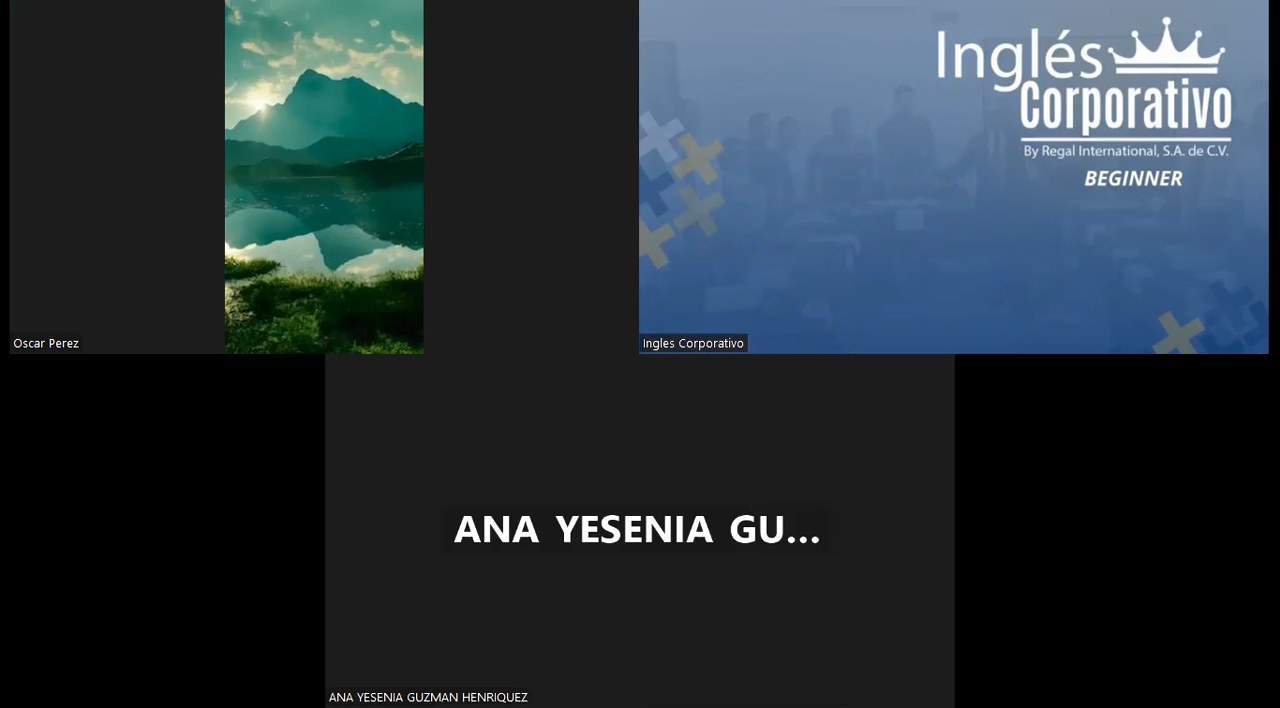 Inglés
Corporativo
By Regal International, S.A. de C.V.
BEGINNER
Oscar Perez
Ingles Corporativo
ANA YESENIA GU...
ANA YESENIA GUZMAN HENRIQUEZ